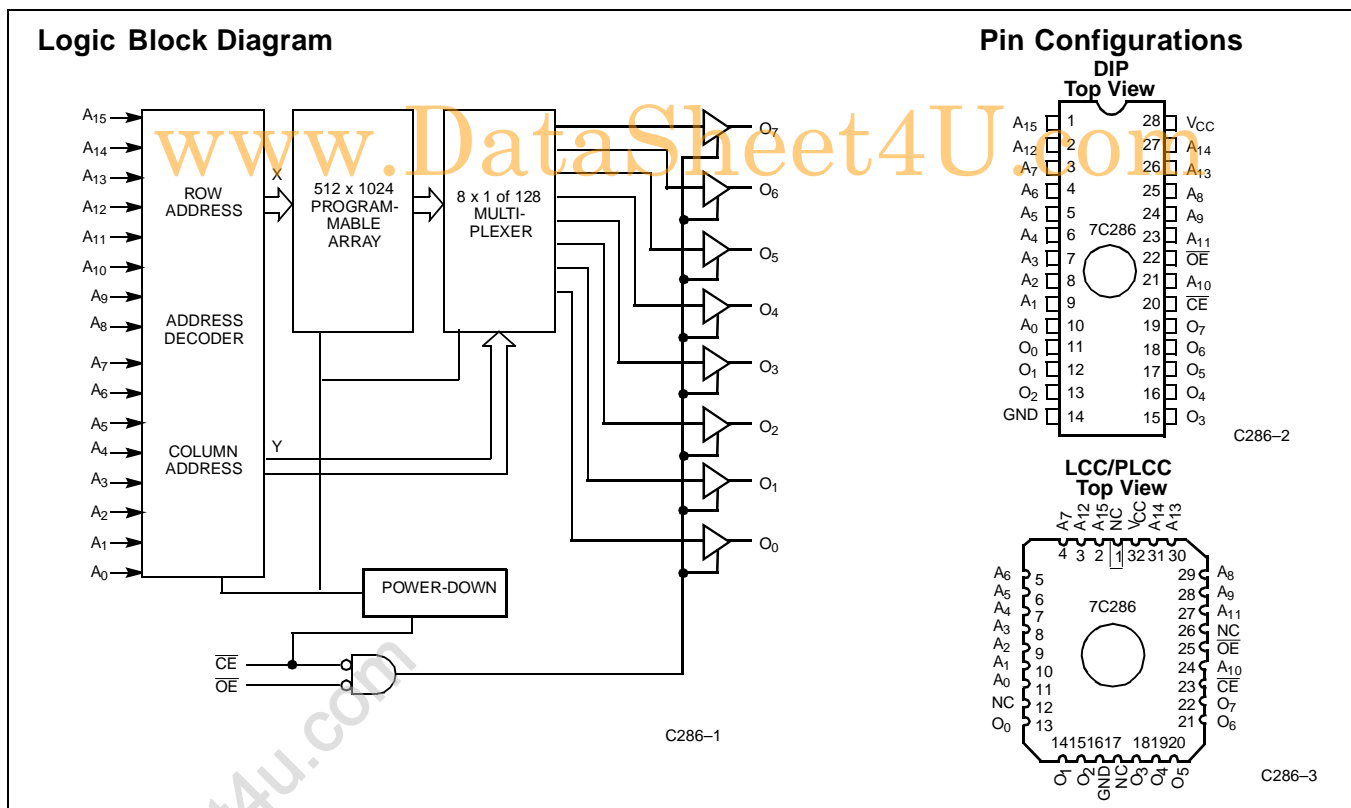 Logic Block Diagram
A15
A14
A13
A12
A11
A10
A9
A8
A7
A6
A5
A4
A3
A2
A1
A0
ROW
ADDRESS
ADDRESS
DECODER
COLUMN
ADDRESS
X
Y
512 x 1024
PROGRAM-
MABLE
ARRAY
8 x 1 of 128
MULTI-
PLEXER
O7
O6
O5
O4
O3
O2
O1
O0
POWER-DOWN
CE
OE
C286–1
Pin Configurations
DIP
Top View
A15 1 28 VCC
A12 2 27 A14
A7 3 26 A13
A6 4 25 A8
A5 5 24 A9
A4 6 23 A11
A3 7 22 OE
A2 8 21 A10
A1 9 20 CE
A0 10 19 O7
O0 11 18 O6
O1 12 17 O5
O2 13 16 O4
GND 14 15 O3
7C286
C286–2
LCC/PLCC
Top View
A7 A12 A15 NC VCC A14 A13
4 3 2 1 32 31 30
A6 5 29 A8
A5 6 28 A9
A4 7 27 A11
A3 8 26 NC
A2 9 25 OE
A1 10 24 A10
A0 11 23 CE
NC 12 22 O7
O0 13 21 O6
7C286
14 15 16 17 18 19 20
O1 O2 GND NC O3 O4 O5
C286–3
www.DataSheet4U.com
et4u.com